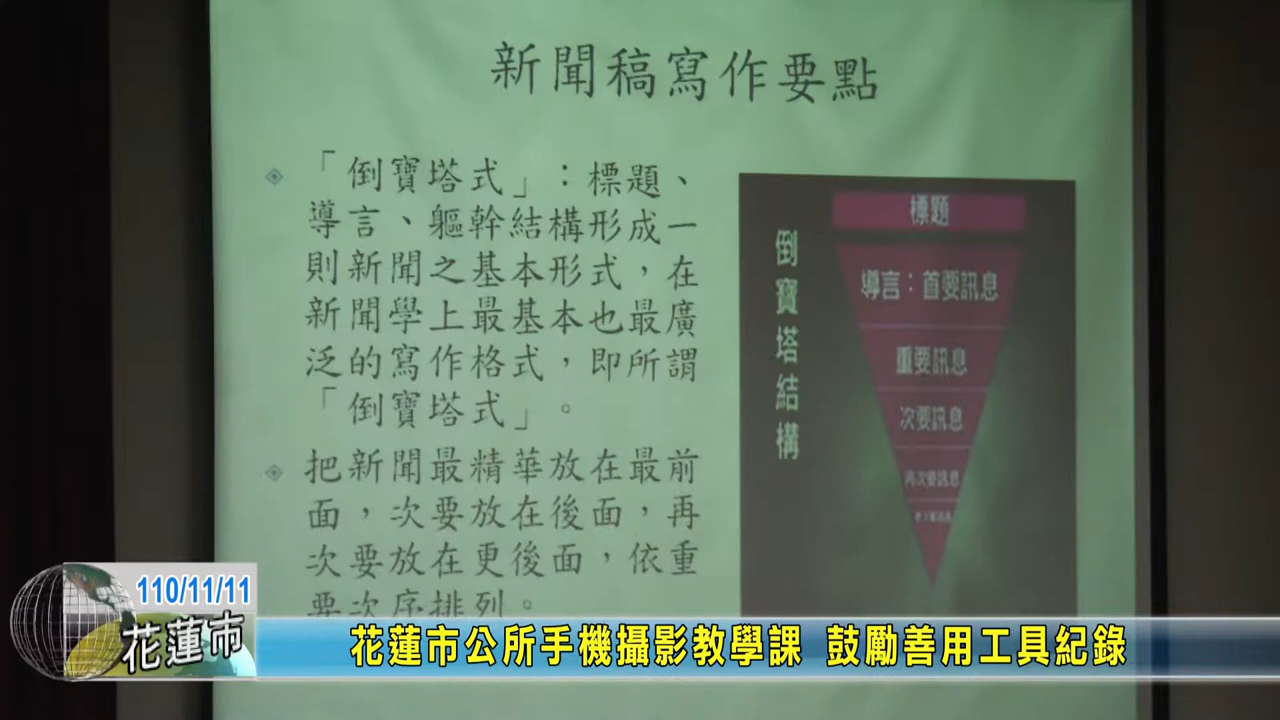 新聞稿寫作要點
「倒寶塔式」：標題、
導言、軀幹結構形成一
則新聞之基本形式，在
新聞學上最基本也最廣
泛的寫作格式，即所謂
「倒寶塔式」。
把新聞最精華放在最前
面，次要放在後面，再
次要放在更後面，依重
要次序排列。
倒寶塔結構
標題
導言：首要訊息
重要訊息
次要訊息
再次要訊息
110/11/11
花蓮市
花蓮市公所手機攝影教學課 鼓勵善用工具紀錄